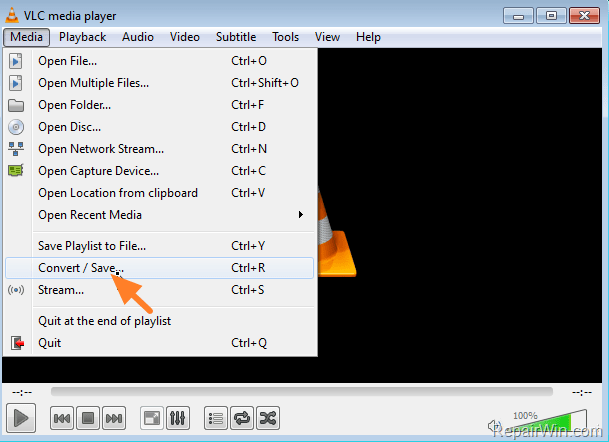 VLC media player
Media Playback Audio Video Subtitle Tools View Help
Open File... Ctrl+O
Open Multiple Files... Ctrl+Shift+O
Open Folder... Ctrl+F
Open Disc... Ctrl+D
Open Network Stream... Ctrl+N
Open Capture Device... Ctrl+C
Open Location from clipboard Ctrl+V
Open Recent Media
Save Playlist to File... Ctrl+Y
Convert / Save... Ctrl+R
Stream... Ctrl+S
Quit at the end of playlist
Quit Ctrl+Q
--:-- --:--
100%
RepairWin.com